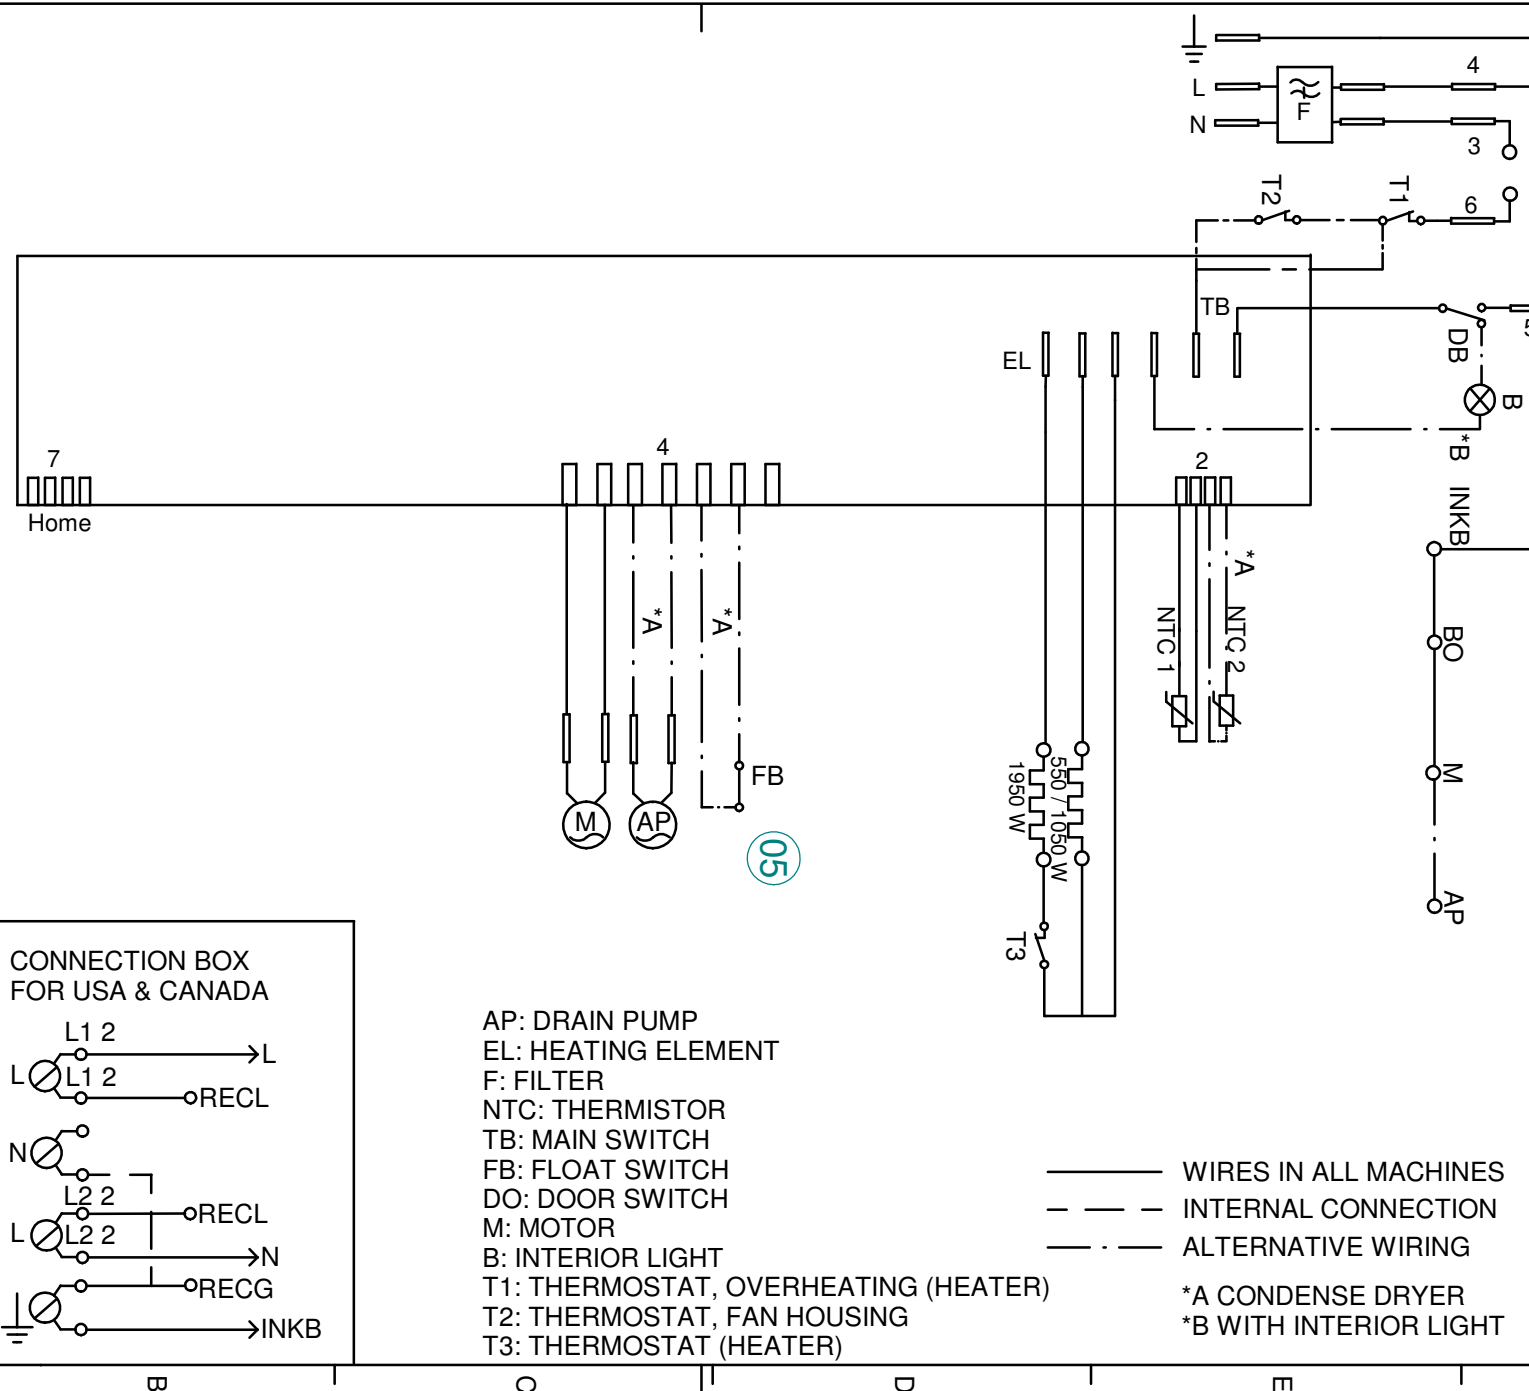 4
L
F
N
3
T2
T1
6
TB
5
EL
DB
B
*B
7
4
2
Home
INKB
*A
*A
*A
NTC 1
NTC 2
BO
M
FB
550 / 1050 W
1950 W
M
AP
05
AP
T3
CONNECTION BOX
FOR USA & CANADA
L1 2
L
L
L1 2
RECL
N
L2 2
RECL
L
L2 2
N
RECG
INKB
AP: DRAIN PUMP
EL: HEATING ELEMENT
F: FILTER
NTC: THERMISTOR
TB: MAIN SWITCH
FB: FLOAT SWITCH
DO: DOOR SWITCH
M: MOTOR
B: INTERIOR LIGHT
T1: THERMOSTAT, OVERHEATING (HEATER)
T2: THERMOSTAT, FAN HOUSING
T3: THERMOSTAT (HEATER)
WIRES IN ALL MACHINES
INTERNAL CONNECTION
ALTERNATIVE WIRING
*A CONDENSE DRYER
*B WITH INTERIOR LIGHT
B
C
D
E